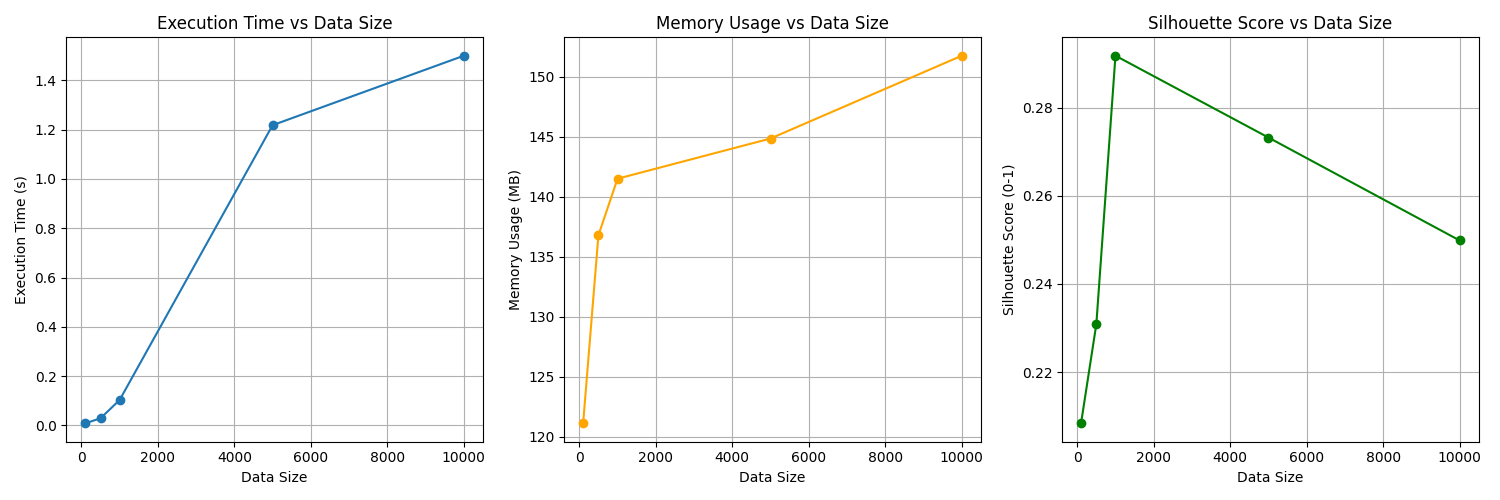 Execution Time vs Data Size
Execution Time (s)
1.4
1.2
1.0
0.8
0.6
0.4
0.2
0.0
0 2000 4000 6000 8000 10000
Data Size
Memory Usage vs Data Size
Memory Usage (MB)
150
145
140
135
130
125
120
0 2000 4000 6000 8000 10000
Data Size
Silhouette Score vs Data Size
Silhouette Score (0-1)
0.28
0.26
0.24
0.22
0 2000 4000 6000 8000 10000
Data Size